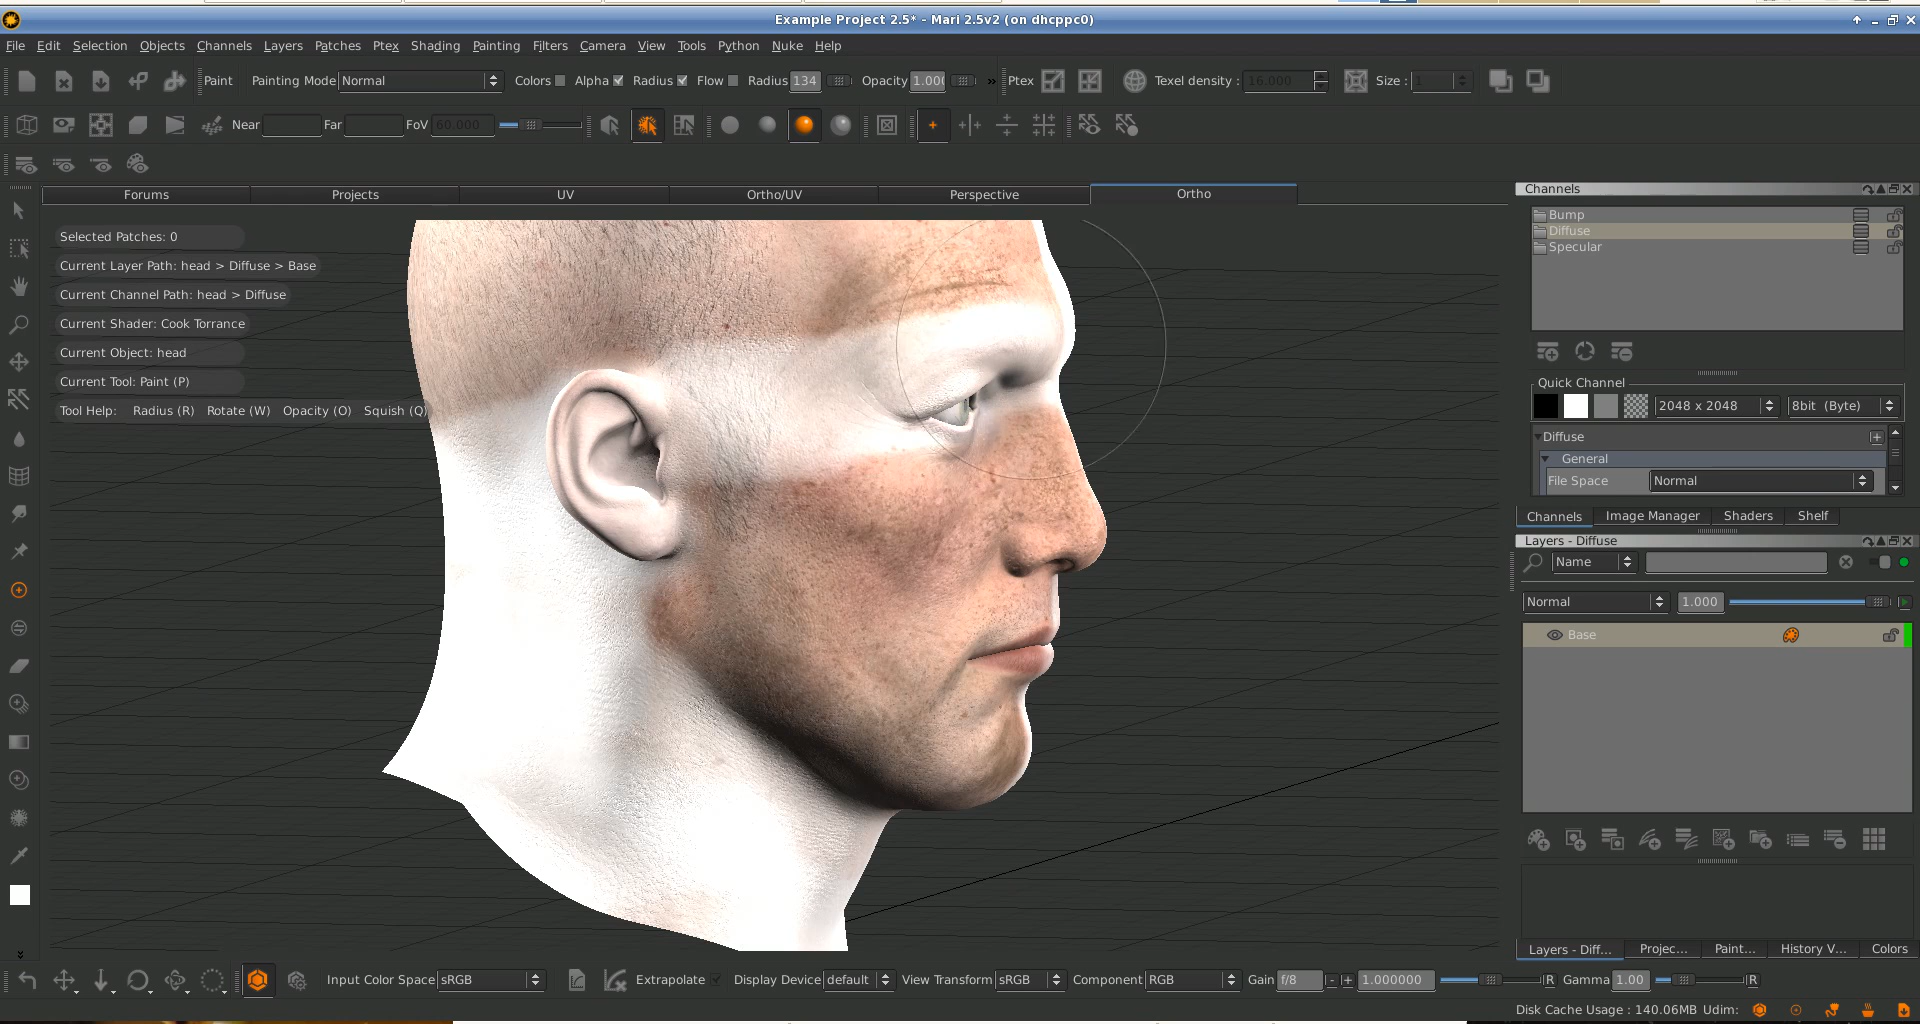 Example Project 2.5* - Mari 2.5v2 (on dhcppc0)
File Edit Selection Objects Channels Layers Patches Ptex Shading Painting Filters Camera View Tools Python Nuke Help
Paint Painting Mode Normal Colors Alpha Radius Flow Radius 134 Opacity 1.00 » Ptex Texel density : 16.000 Size : 1
Near Far FoV 60.000
Forums Projects UV Ortho/UV Perspective Ortho
Selected Patches: 0
Current Layer Path: head > Diffuse > Base
Current Channel Path: head > Diffuse
Current Shader: Cook Torrance
Current Object: head
Current Tool: Paint (P)
Tool Help: Radius (R) Rotate (W) Opacity (O) Squish (Q)
Channels
Bump
Diffuse
Specular
Quick Channel
2048 x 2048 8bit (Byte)
Diffuse
General
File Space Normal
Channels Image Manager Shaders Shelf
Layers - Diffuse
Name
Normal 1.000
Base
Layers - Diff... Projec... Paint... History V... Colors
Input Color Space sRGB Extrapolate Display Device default View Transform sRGB Component RGB Gain f/8 - + 1.000000 R Gamma 1.00 R
Disk Cache Usage : 140.06MB Udim: